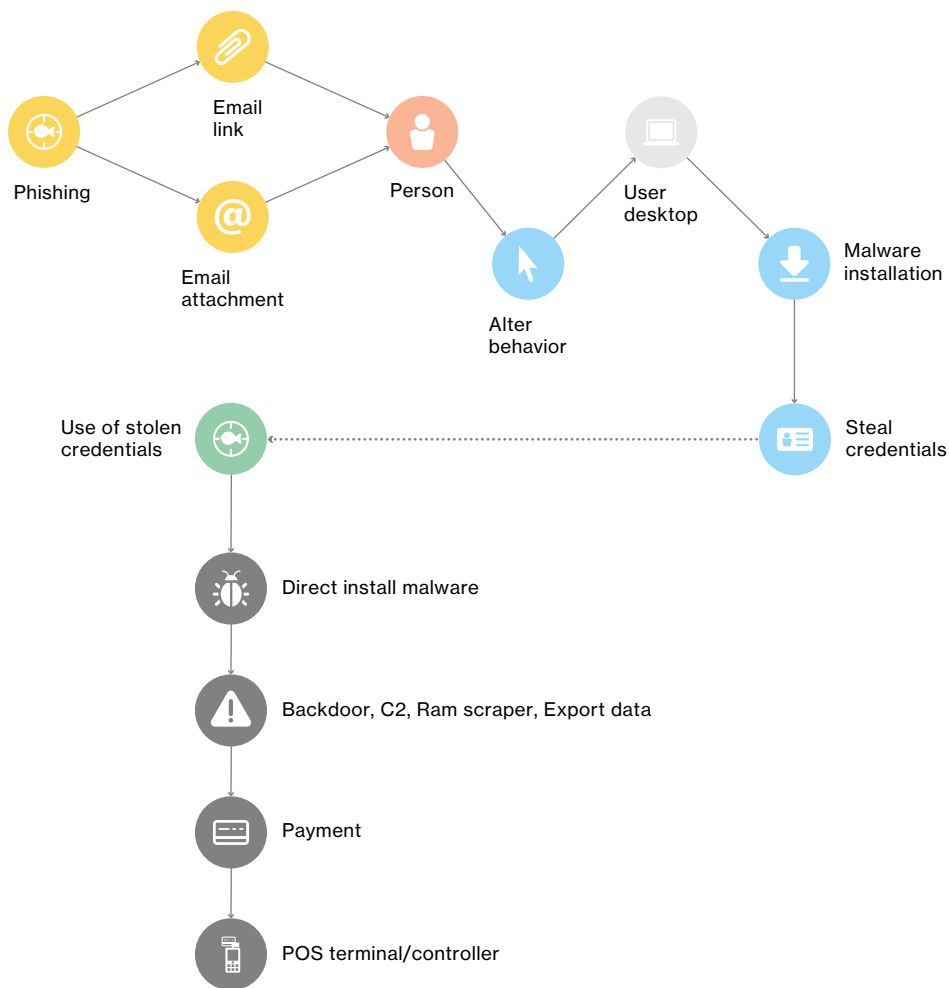 Email
link
Phishing
Person
User
desktop
@
Email
attachment
Malware
installation
Alter
behavior
Use of stolen
credentials
Steal
credentials
Direct install malware
Backdoor, C2, Ram scraper, Export data
Payment
POS terminal/controller